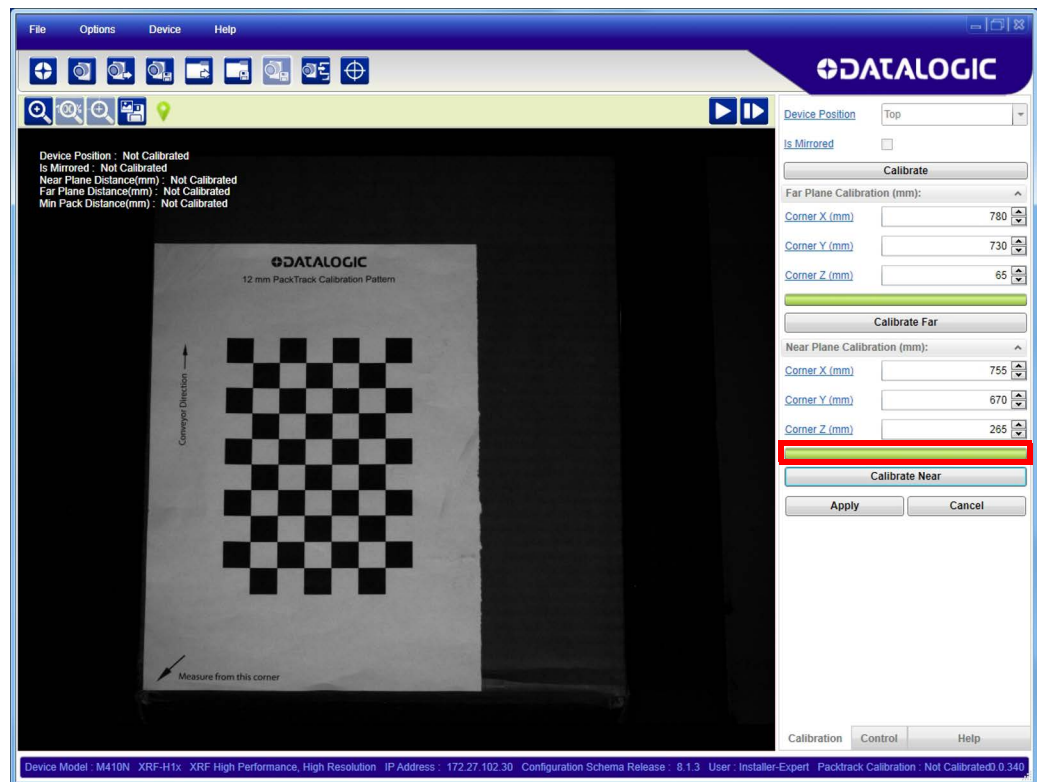 File Options Device Help
DATALOGIC
100%
Device Position : Not Calibrated
Is Mirrored : Not Calibrated
Near Plane Distance(mm) : Not Calibrated
Far Plane Distance(mm) : Not Calibrated
Min Pack Distance(mm) : Not Calibrated
DATALOGIC
12 mm PackTrack Calibration Pattern
Conveyor Direction
Measure from this corner
Device Position Top
Is Mirrored
Calibrate
Far Plane Calibration (mm):
Corner X (mm) 780
Corner Y (mm) 730
Corner Z (mm) 65
Calibrate Far
Near Plane Calibration (mm):
Corner X (mm) 755
Corner Y (mm) 670
Corner Z (mm) 265
Calibrate Near
Apply Cancel
Calibration Control Help
Device Model : M410N XRF-H1x XRF High Performance, High Resolution IP Address : 172.27.102.30 Configuration Schema Release : 8.1.3 User : Installer-Expert Packtrack Calibration : Not Calibrated0.0.340